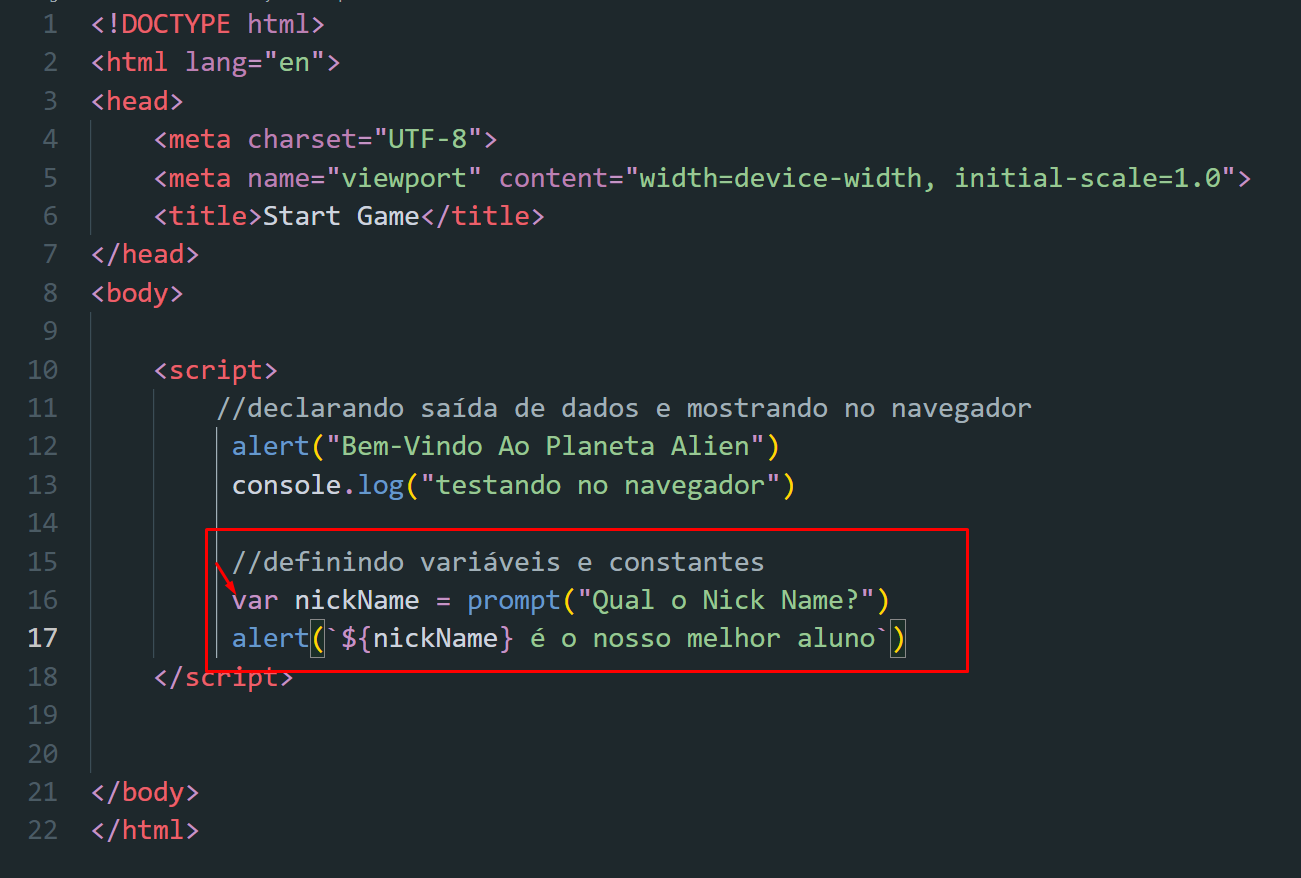 1 <!DOCTYPE html>
2 <html lang="en">
3 <head>
4     <meta charset="UTF-8">
5     <meta name="viewport" content="width=device-width, initial-scale=1.0">
6     <title>Start Game</title>
7 </head>
8 <body>
9
10     <script>
11         //declarando saída de dados e mostrando no navegador
12          alert("Bem-Vindo Ao Planeta Alien")
13          console.log("testando no navegador")
14
15          //definindo variáveis e constantes
16          var nickName = prompt("Qual o Nick Name?")
17          alert(`${nickName} é o nosso melhor aluno`)
18     </script>
19
20
21 </body>
22 </html>